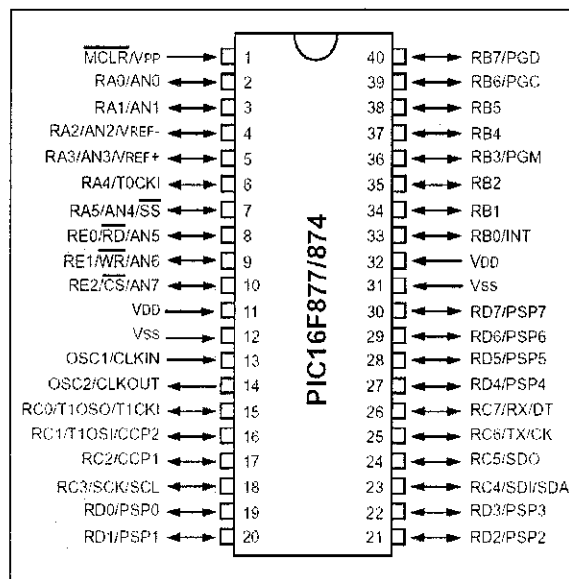 MCLR/VPP 1 40 RB7/PGD
RA0/AN0 2 39 RB6/PGC
RA1/AN1 3 38 RB5
RA2/AN2/VREF- 4 37 RB4
RA3/AN3/VREF+ 5 36 RB3/PGM
RA4/T0CKI 6 35 RB2
RA5/AN4/SS 7 34 RB1
RE0/RD/AN5 8 33 RB0/INT
RE1/WR/AN6 9 32 VDD
RE2/CS/AN7 10 31 VSS
VDD 11 30 RD7/PSP7
VSS 12 29 RD6/PSP6
OSC1/CLKIN 13 28 RD5/PSP5
OSC2/CLKOUT 14 27 RD4/PSP4
RC0/T1OSO/T1CKI 15 26 RC7/RX/DT
RC1/T1OSI/CCP2 16 25 RC6/TX/CK
RC2/CCP1 17 24 RC5/SDO
RC3/SCK/SCL 18 23 RC4/SDI/SDA
RD0/PSP0 19 22 RD3/PSP3
RD1/PSP1 20 21 RD2/PSP2
PIC16F877/874